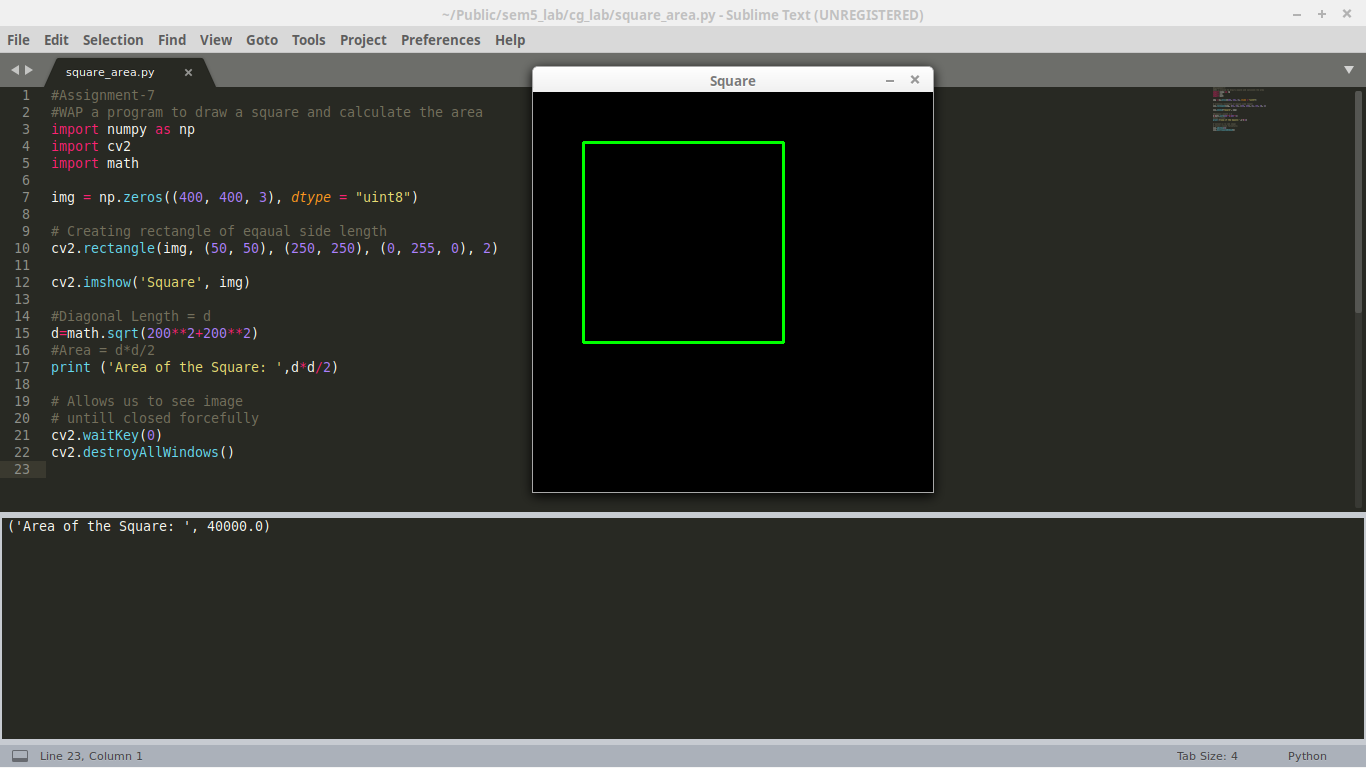 ~/Public/sem5_lab/cg_lab/square_area.py - Sublime Text (UNREGISTERED)
File Edit Selection Find View Goto Tools Project Preferences Help
square_area.py
Square
1 #Assignment-7
2 #WAP a program to draw a square and calculate the area
3 import numpy as np
4 import cv2
5 import math
6
7 img = np.zeros((400, 400, 3), dtype = "uint8")
8
9 # Creating rectangle of eqaual side length
10 cv2.rectangle(img, (50, 50), (250, 250), (0, 255, 0), 2)
11
12 cv2.imshow('Square', img)
13
14 #Diagonal Length = d
15 d=math.sqrt(200**2+200**2)
16 #Area = d*d/2
17 print ('Area of the Square: ',d*d/2)
18
19 # Allows us to see image
20 # untill closed forcefully
21 cv2.waitKey(0)
22 cv2.destroyAllWindows()
23
('Area of the Square: ', 40000.0)
Line 23, Column 1 Tab Size: 4 Python